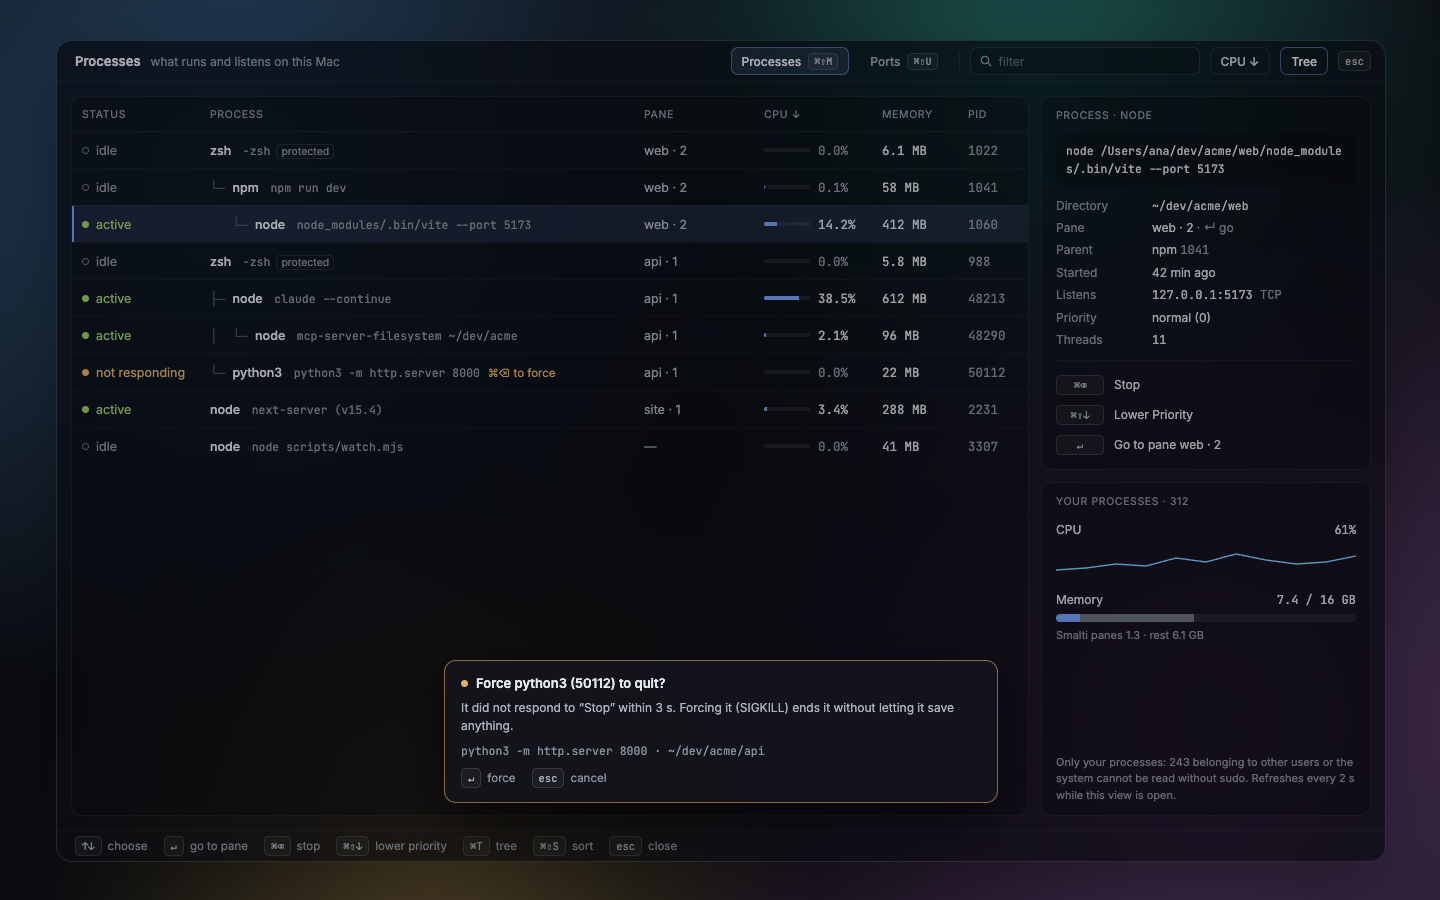 Processes what runs and listens on this Mac Processes ⌘⇧M Ports ⌘⇧U filter CPU ↓ Tree esc
STATUS PROCESS PANE CPU ↓ MEMORY PID
idle zsh -zsh protected web · 2 0.0% 6.1 MB 1022
idle npm npm run dev web · 2 0.1% 58 MB 1041
active node node_modules/.bin/vite --port 5173 web · 2 14.2% 412 MB 1060
idle zsh -zsh protected api · 1 0.0% 5.8 MB 988
active node claude --continue api · 1 38.5% 612 MB 48213
active node mcp-server-filesystem ~/dev/acme api · 1 2.1% 96 MB 48290
not responding python3 python3 -m http.server 8000 ⌘⌫ to force api · 1 0.0% 22 MB 50112
active node next-server (v15.4) site · 1 3.4% 288 MB 2231
idle node node scripts/watch.mjs — 0.0% 41 MB 3307
PROCESS · NODE
node /Users/ana/dev/acme/web/node_module
s/.bin/vite --port 5173
Directory ~/dev/acme/web
Pane web · 2 · ↵ go
Parent npm 1041
Started 42 min ago
Listens 127.0.0.1:5173 TCP
Priority normal (0)
Threads 11
⌘⌫ Stop
⌘⇧↓ Lower Priority
↵ Go to pane web · 2
YOUR PROCESSES · 312
CPU 61%
Memory 7.4 / 16 GB
Smalti panes 1.3 · rest 6.1 GB
Only your processes: 243 belonging to other users or the
system cannot be read without sudo. Refreshes every 2 s
while this view is open.
Force python3 (50112) to quit?
It did not respond to “Stop” within 3 s. Forcing it (SIGKILL) ends it without letting it save
anything.
python3 -m http.server 8000 · ~/dev/acme/api
↵ force esc cancel
↑↓ choose ↵ go to pane ⌘⌫ stop ⌘⇧↓ lower priority ⌘T tree ⌘⇧S sort esc close